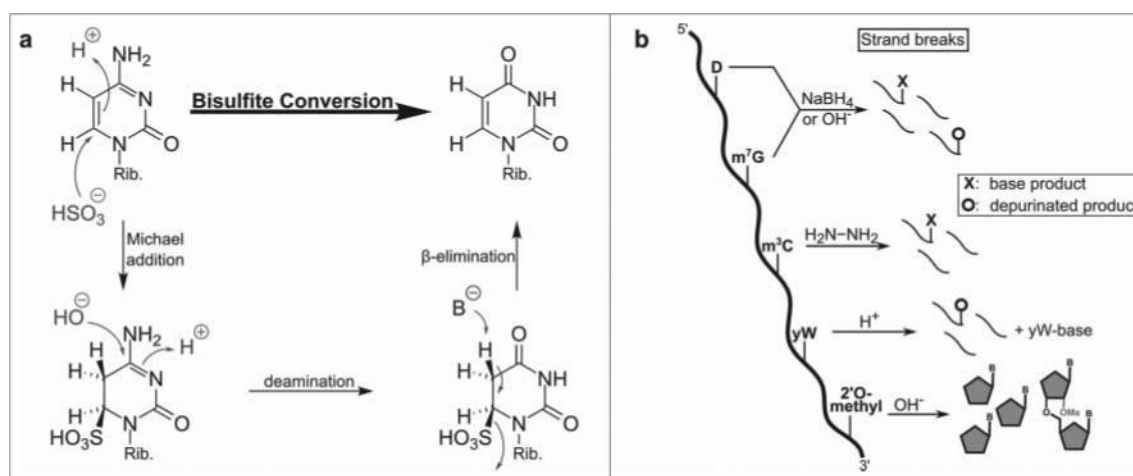 a
H⊕
NH₂
H
N
H
N
O
Rib.
HSO₃⊖
Bisulfite Conversion
O
NH
N
O
Rib.
Michael
addition
β-elimination
HO⊖
NH₂
H⊕
H
H
N
N
O
HO₃S
Rib.
deamination
B⊖
H
O
H
NH
N
O
HO₃S
Rib.
b
5'
Strand breaks
D
NaBH₄
or OH⁻
X
O
m⁷G
X: base product
O: depurinated product
m³C
H₂N–NH₂
X
yW
H⁺
O
+ yW-base
2'O-
methyl
OH⁻
B
B
B
B
O
OMe
O
B
3'